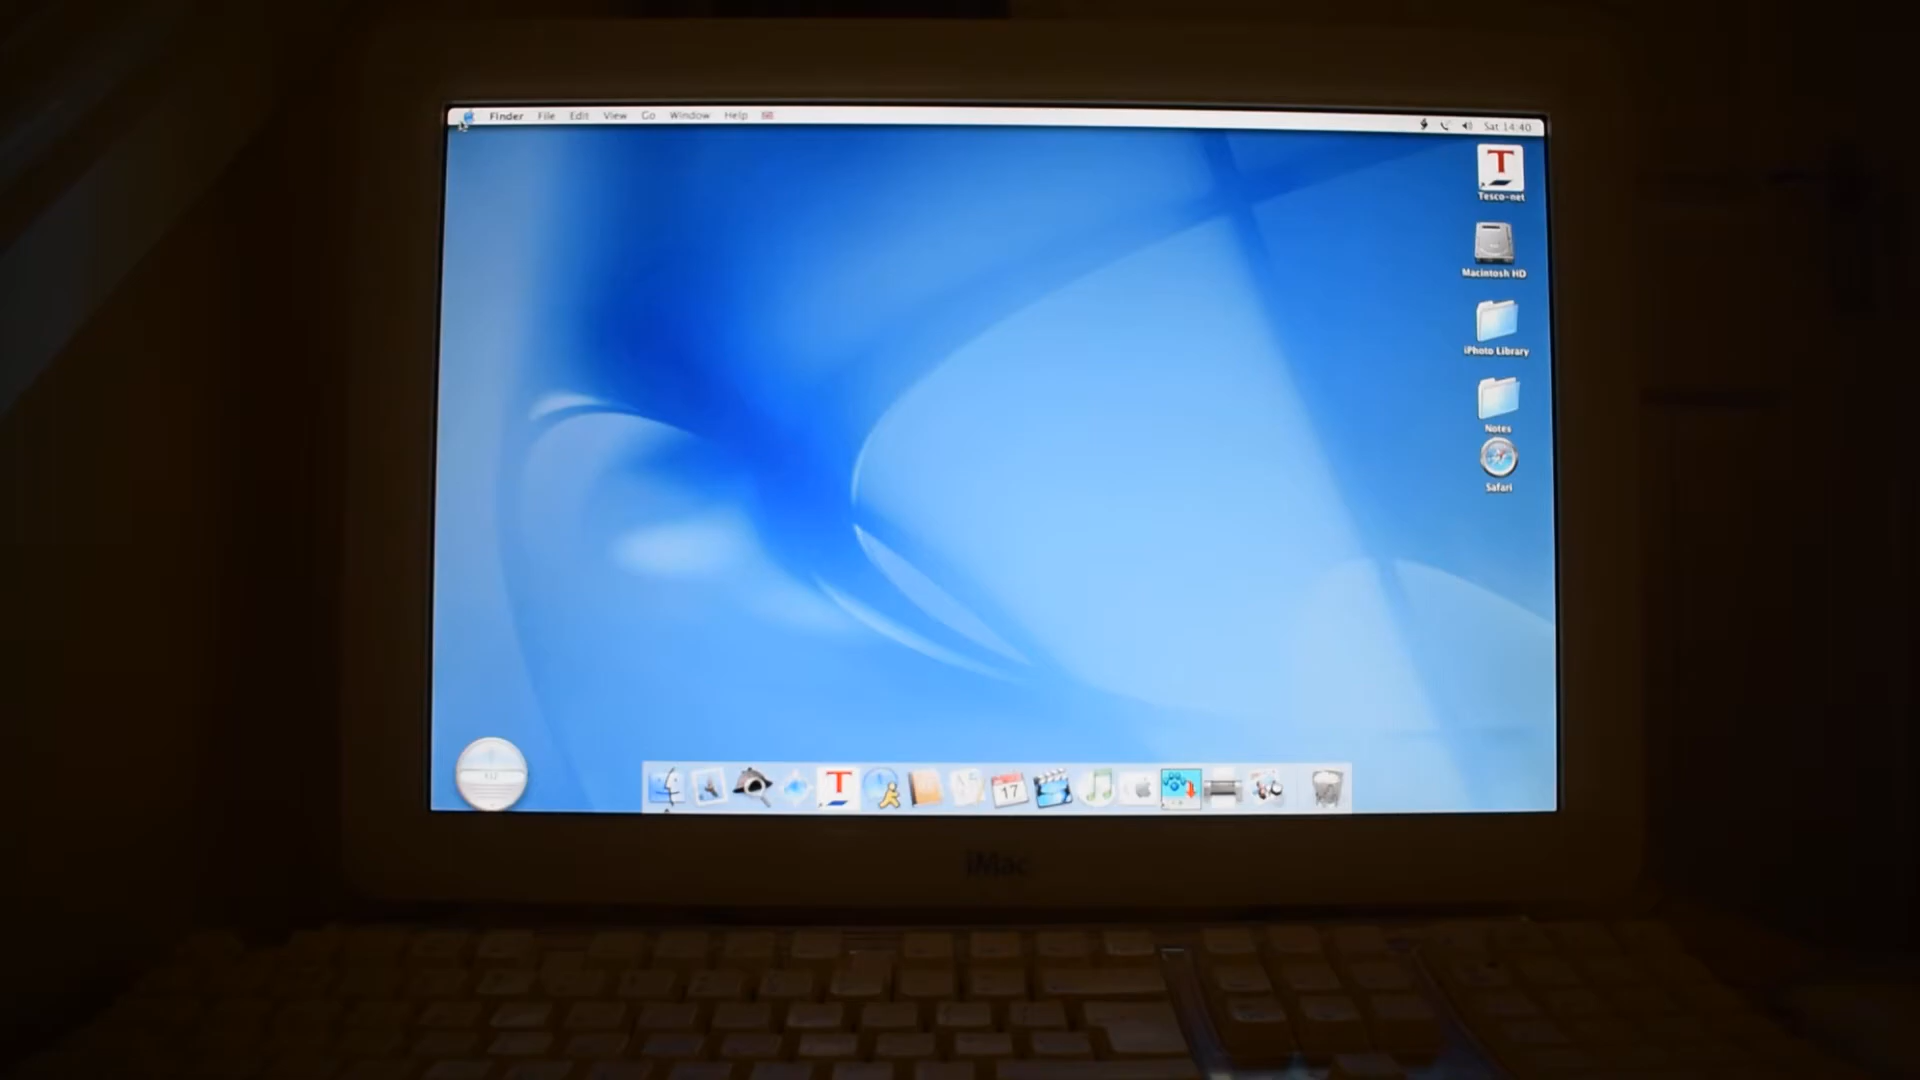 Finder File Edit View Go Window Help
Sat 14:40
T
Tesco-net
Macintosh HD
iPhoto Library
Notes
Safari
T
17
iMac